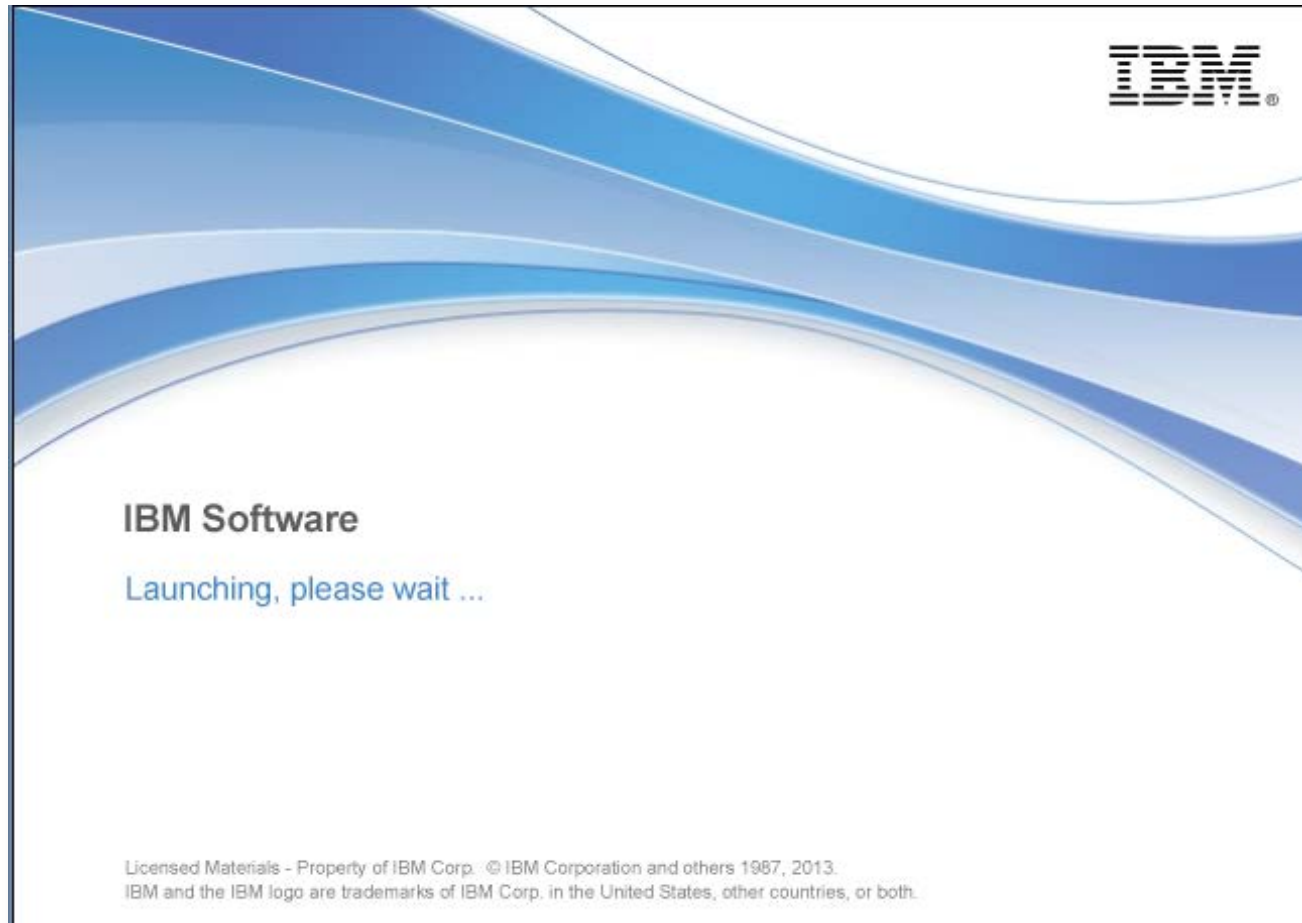 IBM®
IBM Software
Launching, please wait ...
Licensed Materials - Property of IBM Corp. © IBM Corporation and others 1987, 2013.
IBM and the IBM logo are trademarks of IBM Corp. in the United States, other countries, or both.